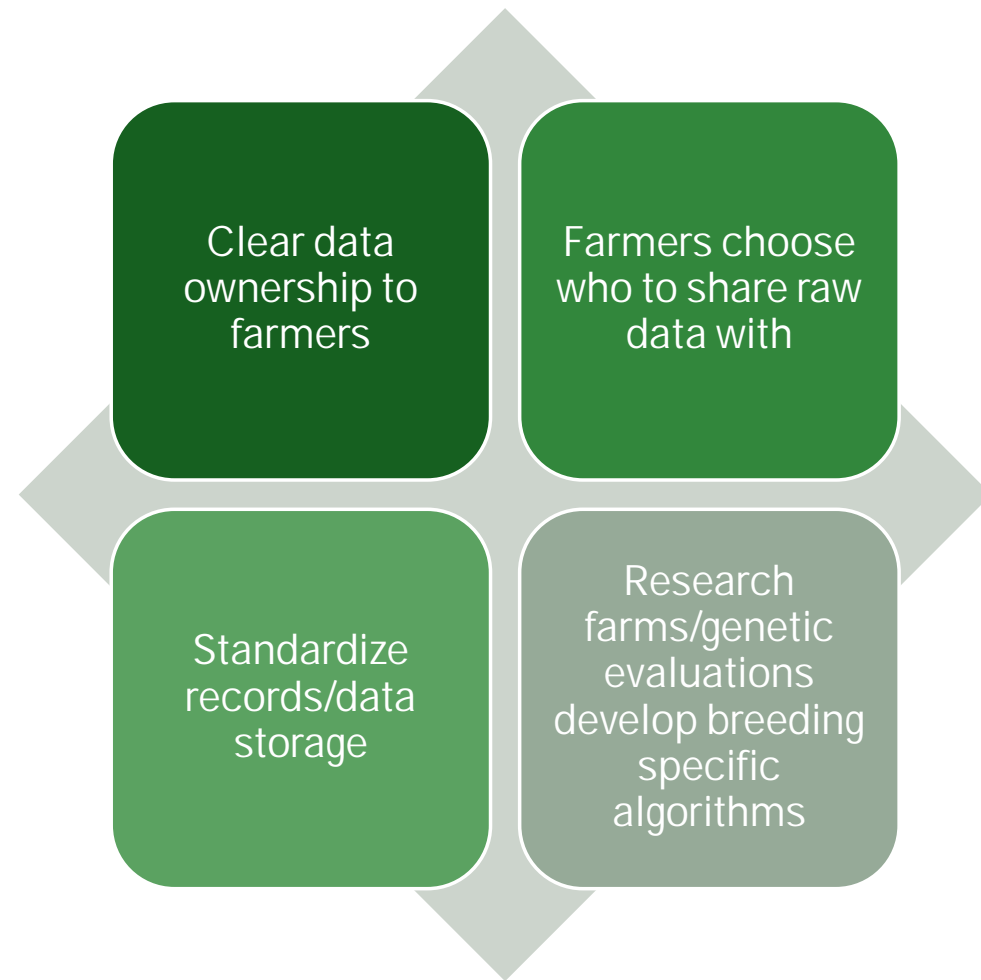 Clear data
ownership to
farmers
Farmers choose
who to share raw
data with
Standardize
records/data
storage
Research
farms/genetic
evaluations
develop breeding
specific
algorithms